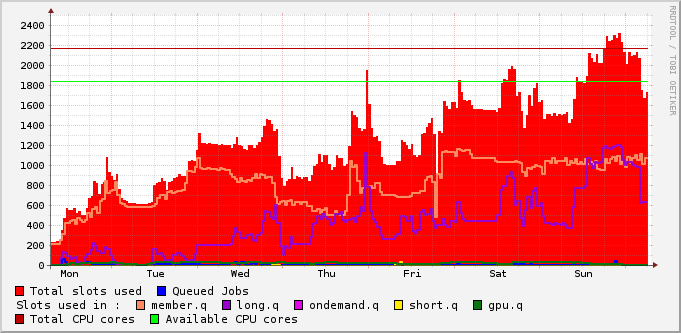 RRDTOOL / TOBI OETIKER
2400
2200
2000
1800
1600
1400
1200
1000
800
600
400
200
0
Mon Tue Wed Thu Fri Sat Sun
Total slots used Queued Jobs
Slots used in : member.q long.q ondemand.q short.q gpu.q
Total CPU cores Available CPU cores